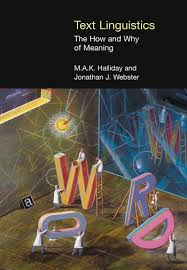 Text Linguistics
The How and Why
of Meaning
M.A.K. Halliday and
Jonathan J. Webster
a
W R D
O